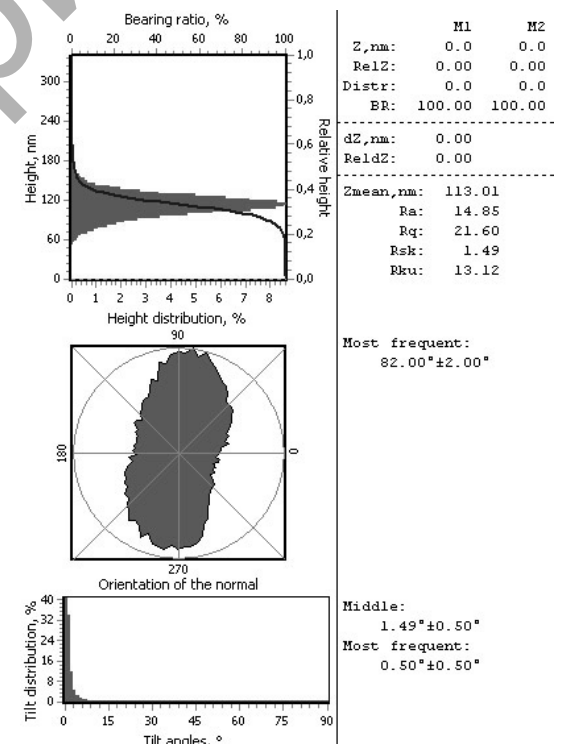 Bearing ratio, %
0 20 40 60 80 100
300
240
180
120
60
0
Height, nm
1,0
0,8
0,6
0,4
0,2
0,0
Relative height
0 1 2 3 4 5 6 7 8
Height distribution, %
M1 M2
Z,nm: 0.0 0.0
RelZ: 0.00 0.00
Distr: 0.0 0.0
BR: 100.00 100.00
dZ,nm: 0.00
ReldZ: 0.00
Zmean,nm: 113.01
Ra: 14.85
Rq: 21.60
Rsk: 1.49
Rku: 13.12
90
180
0
270
Orientation of the normal
Most frequent:
82.00°±2.00°
Tilt distribution, %
40
32
24
16
8
0
0 15 30 45 60 75 90
Tilt angles, °
Middle:
1.49°±0.50°
Most frequent:
0.50°±0.50°